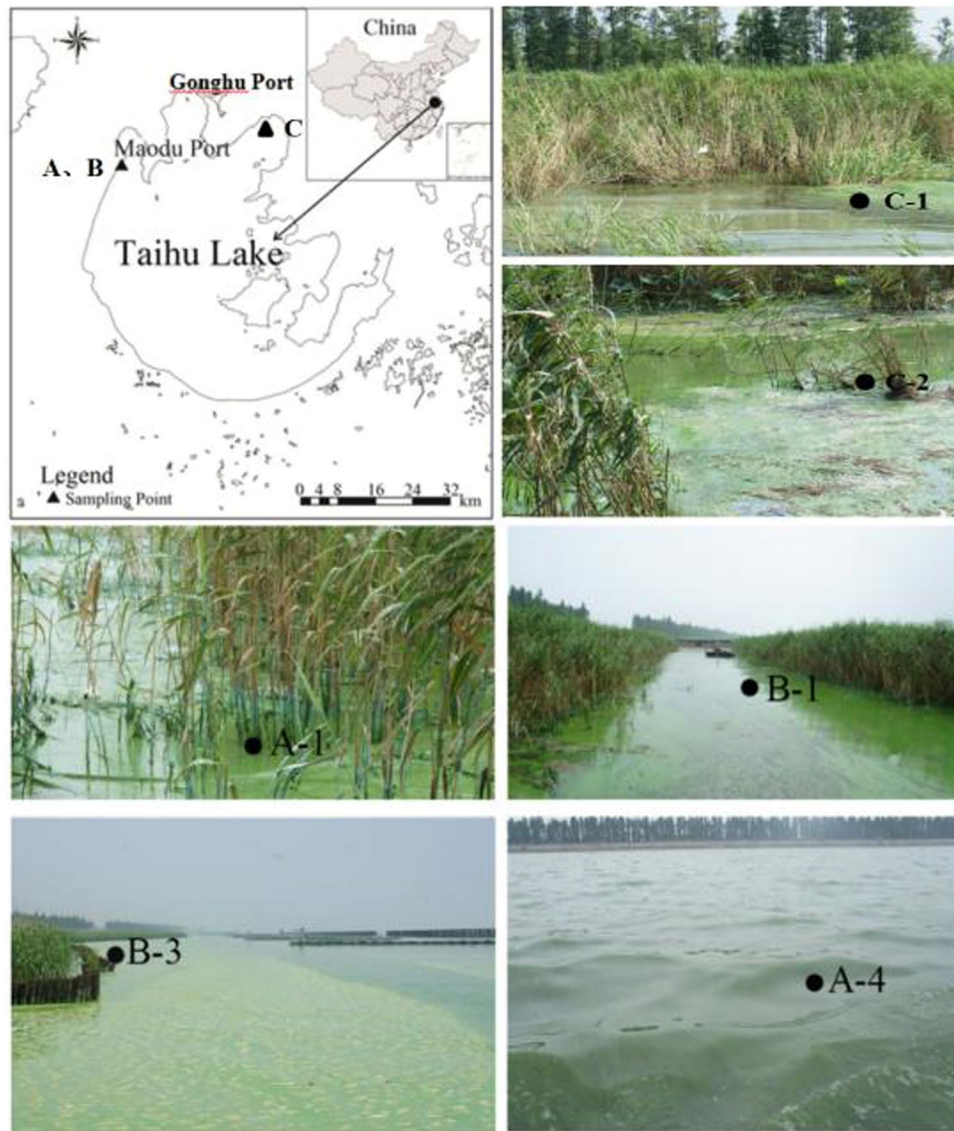 China
Gonghu Port
C
Maodu Port
A、B
Taihu Lake
Legend
Sampling Point
0 4 8 16 24 32
km
C-1
C-2
A-1
B-1
B-3
A-4